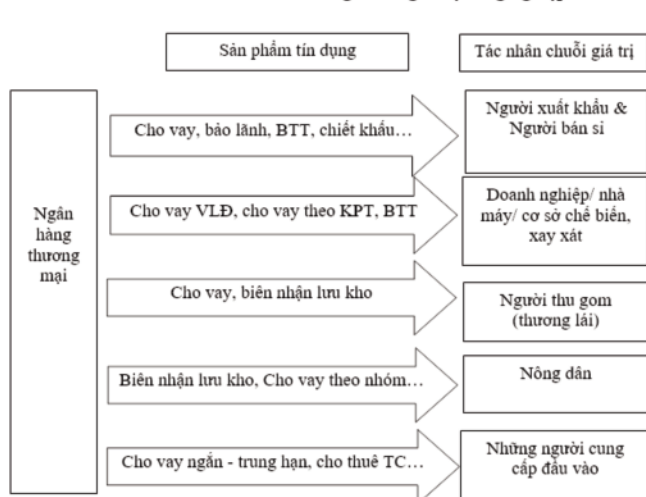 Sản phẩm tín dụng
Tác nhân chuỗi giá trị
Ngân
hàng
thương
mại
Cho vay, bảo lãnh, BTT, chiết khấu…
Người xuất khẩu &
Người bán sỉ
Cho vay VLĐ, cho vay theo KPT, BTT
Doanh nghiệp/ nhà
máy/ cơ sở chế biến,
xay xát
Cho vay, biên nhận lưu kho
Người thu gom
(thương lái)
Biên nhận lưu kho, Cho vay theo nhóm…
Nông dân
Cho vay ngắn - trung hạn, cho thuê TC…
Những người cung
cấp đầu vào